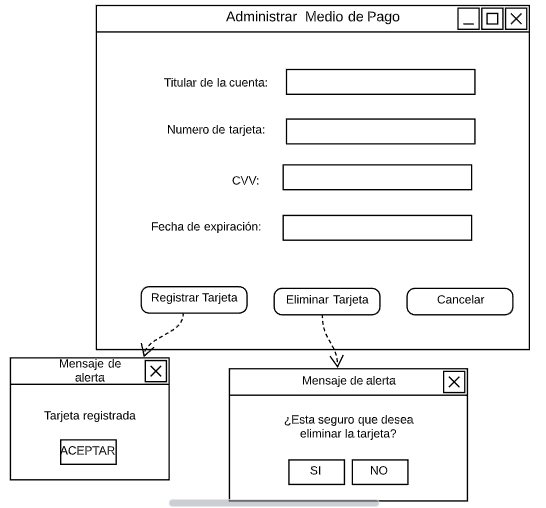 Administrar Medio de Pago
Titular de la cuenta:
Numero de tarjeta:
CVV:
Fecha de expiración:
Registrar Tarjeta
Eliminar Tarjeta
Cancelar
Mensaje de
alerta
Tarjeta registrada
ACEPTAR
Mensaje de alerta
¿Esta seguro que desea
eliminar la tarjeta?
SI
NO